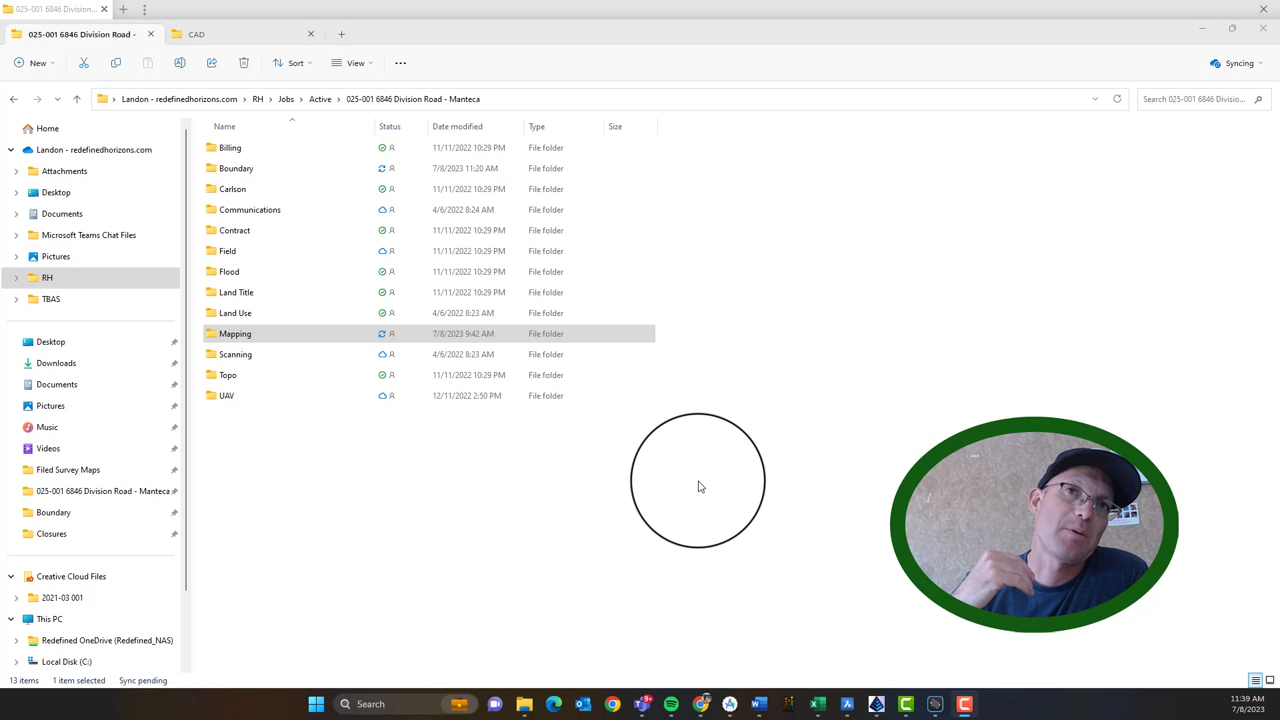 025-001 6846 Division Road -
025-001 6846 Division Road -
CAD
New
Sort
View
Syncing
Landon - redefinedhorizons.com > RH > Jobs > Active > 025-001 6846 Division Road - Manteca
Search 025-001 6846 Divisio...
Name Status Date modified Type Size
Home
Landon - redefinedhorizons.com
Attachments
Desktop
Documents
Microsoft Teams Chat Files
Pictures
RH
TBAS
Desktop
Downloads
Documents
Pictures
Music
Videos
Filed Survey Maps
025-001 6846 Division Road - Manteca
Boundary
Closures
Creative Cloud Files
2021-03 001
This PC
Redefined OneDrive (Redefined_NAS)
Local Disk (C:)
Billing 11/11/2022 10:29 PM File folder
Boundary 7/8/2023 11:20 AM File folder
Carlson 11/11/2022 10:29 PM File folder
Communications 4/6/2022 8:24 AM File folder
Contract 11/11/2022 10:29 PM File folder
Field 11/11/2022 10:29 PM File folder
Flood 11/11/2022 10:29 PM File folder
Land Title 11/11/2022 10:29 PM File folder
Land Use 4/6/2022 8:23 AM File folder
Mapping 7/8/2023 9:42 AM File folder
Scanning 4/6/2022 8:23 AM File folder
Topo 11/11/2022 10:29 PM File folder
UAV 12/11/2022 2:50 PM File folder
13 items 1 item selected Sync pending
Search
9+
11:39 AM
7/8/2023